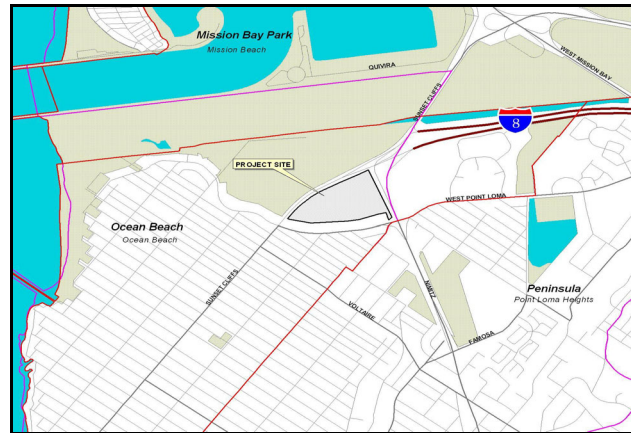 Mission Bay Park
Mission Beach
QUIVIRA
WEST MISSION BAY
SUNSET CLIFFS
8
PROJECT SITE
WEST POINT LOMA
Ocean Beach
Ocean Beach
SUNSET CLIFFS
NIMITZ
VOLTAIRE
Peninsula
Point Loma Heights
FAMOSA